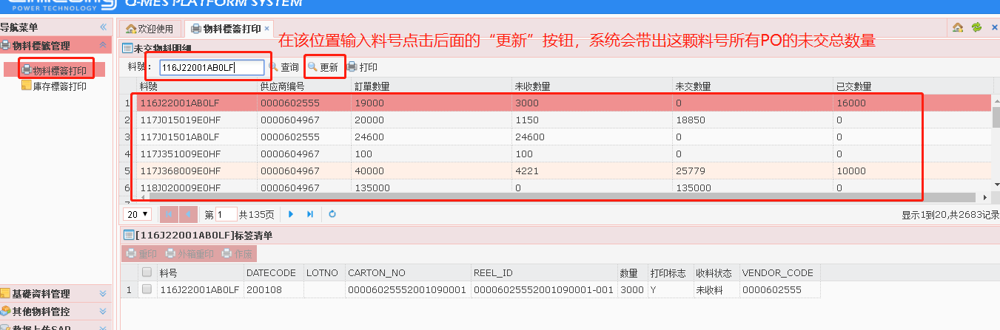 POWER TECHNOLOGY
Q-MES PLATFORM SYSTEM
导航菜单
欢迎使用
物料標簽打印 ×
在该位置输入料号点击后面的“更新”按钮，系统会带出这颗料号所有PO的未交总数量
物料標籤管理
物料標簽打印
庫存標簽打印
未交物料明细
料號： 116J22001AB0LF 查询 更新 打印
料號 供应商编号 訂單數量 未收數量 未交數量 已交數量
1 116J22001AB0LF 0000602555 19000 3000 0 16000
2 117J015019E0HF 0000604967 20000 1150 18850 0
3 117J01501AB0LF 0000602555 24600 24600 0 0
4 117J351009E0HF 0000604967 100 100 0 0
5 117J368009E0HF 0000604967 40000 4221 25779 10000
6 118J020009E0HF 0000604967 135000 0 135000 0
20 第 1 共135页
显示1到20,共2683记录
[116J22001AB0LF]标签清单
重印 外箱重印 作废
料号 DATECODE LOTNO CARTON_NO REEL_ID 数量 打印标志 收料状态 VENDOR_CODE
1 116J22001AB0LF 200108 00006025552001090001 00006025552001090001-001 3000 Y 未收料 0000602555
基礎資料管理
其他物料管控
数据上传SAP